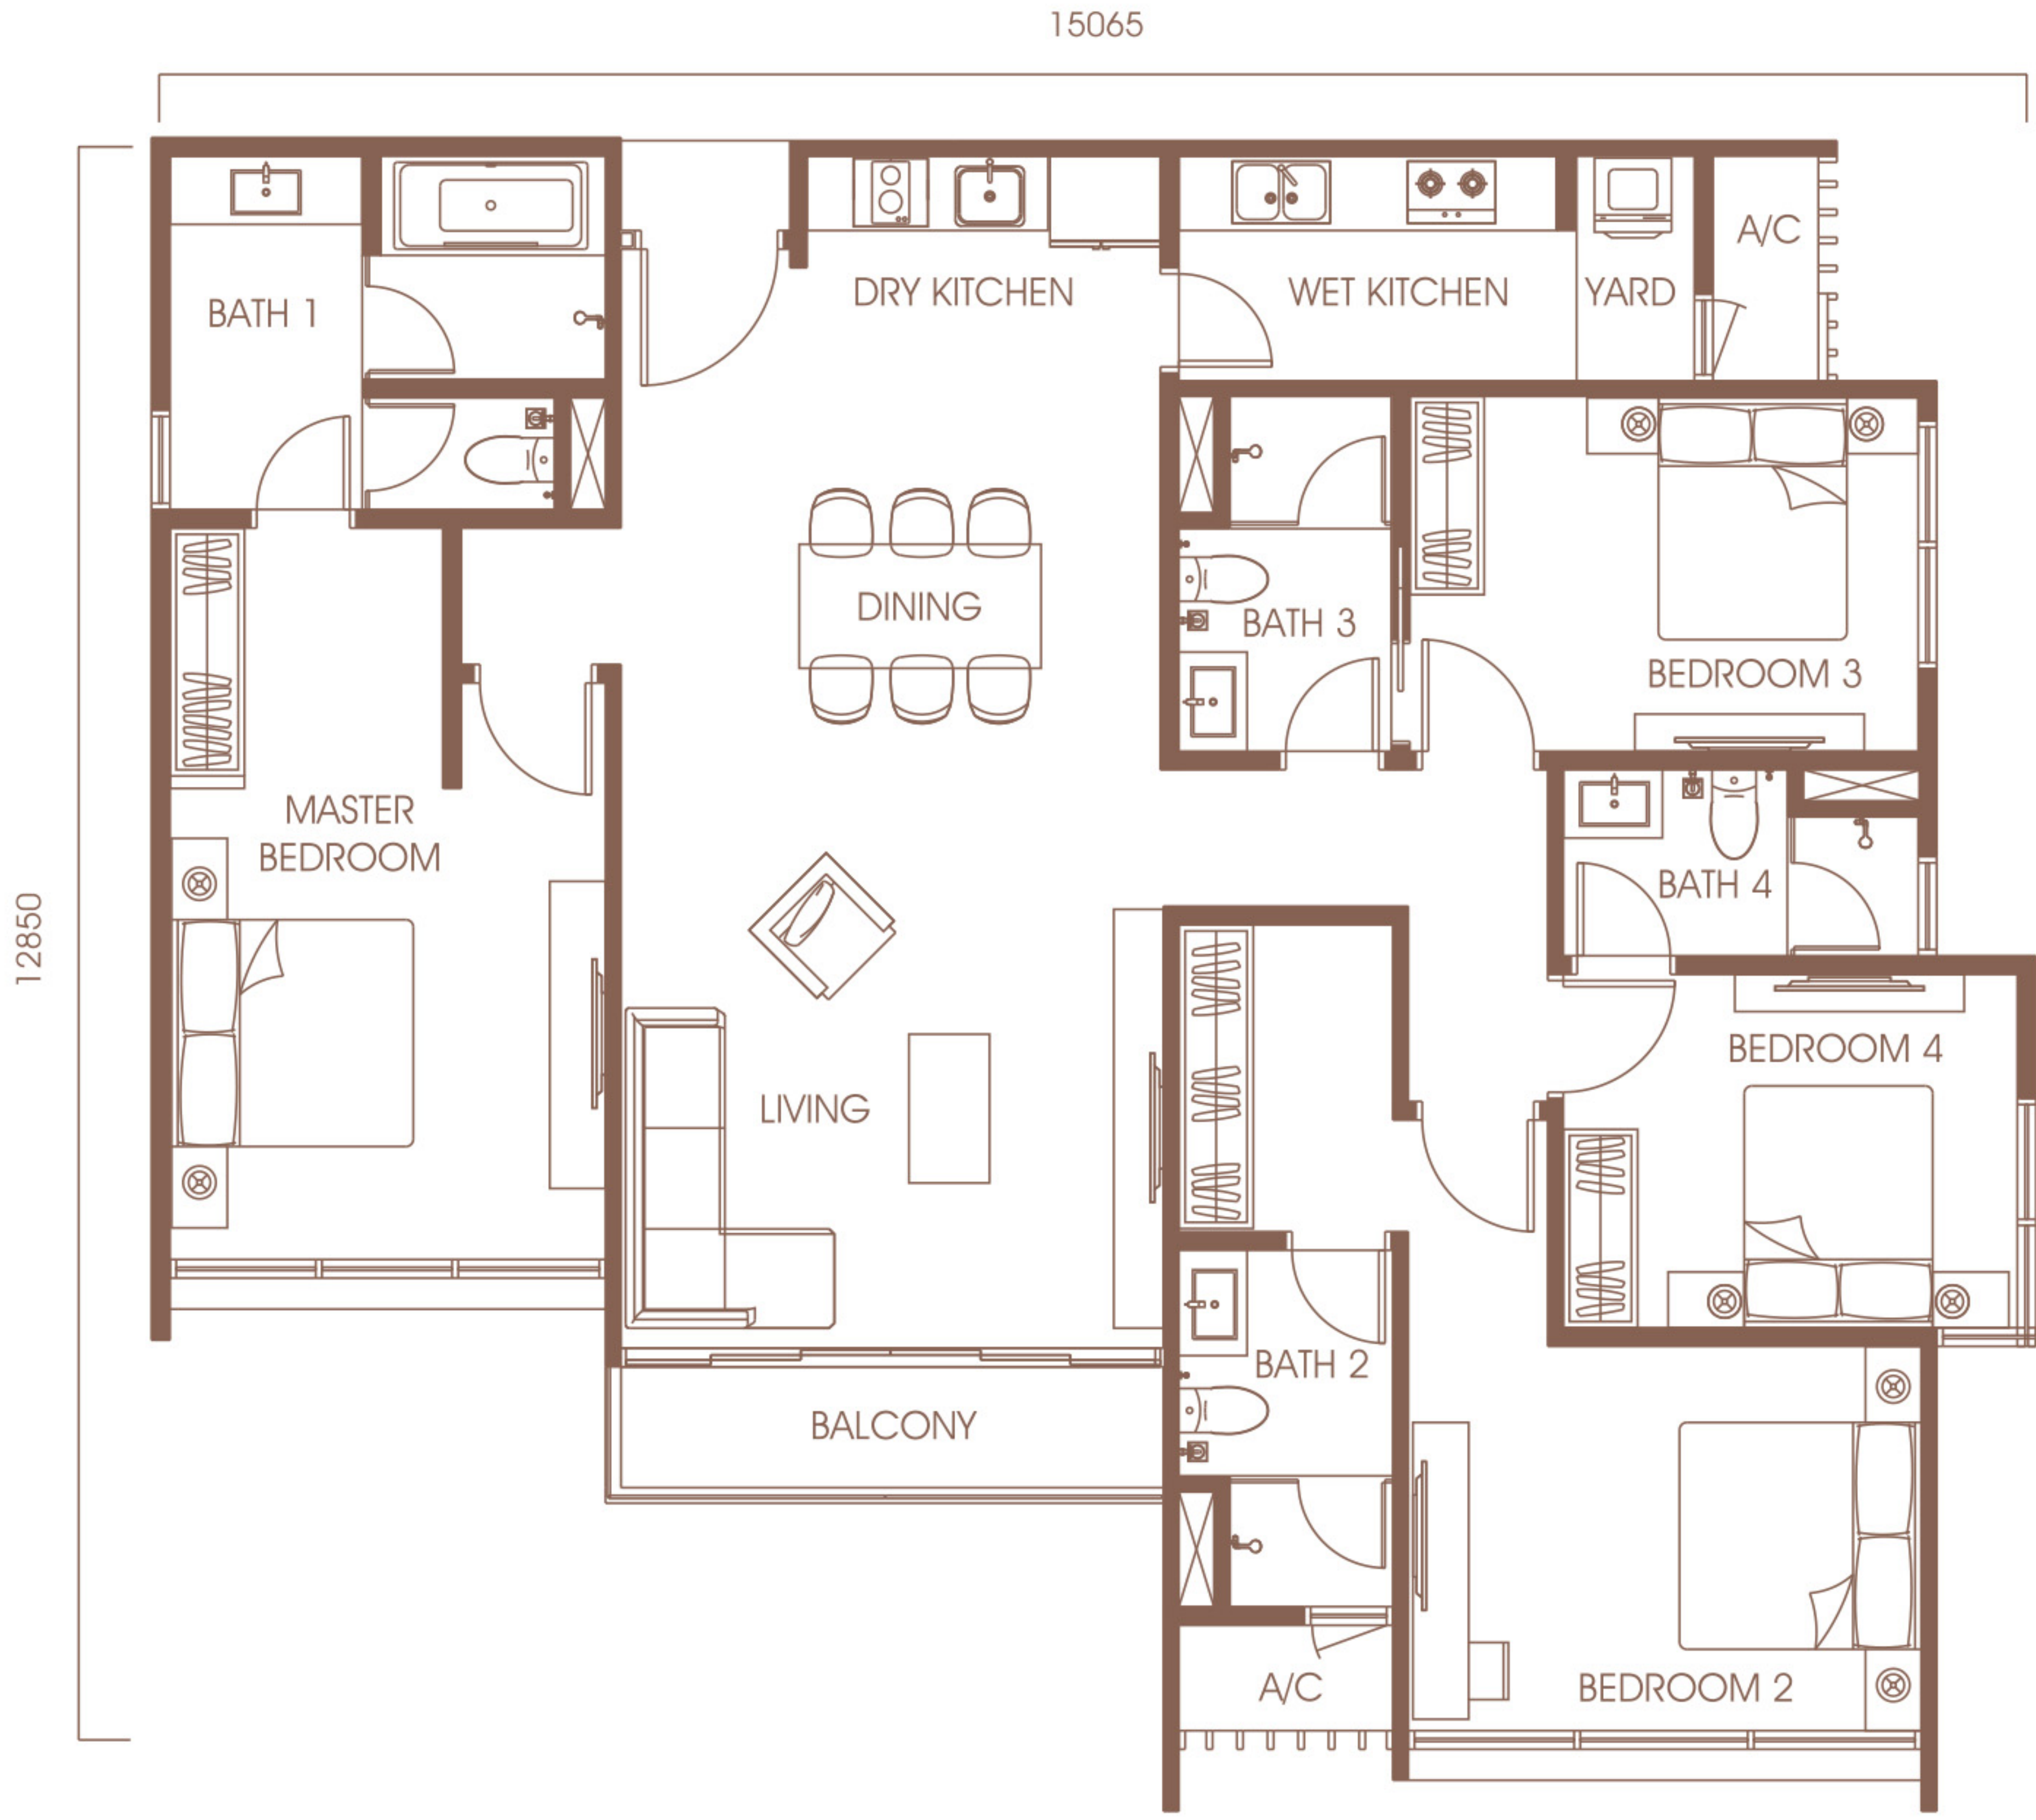 15065
A/C
DRY KITCHEN
WET KITCHEN
YARD
BATH 1
DINING
BATH 3
BEDROOM 3
MASTER
BEDROOM
BATH 4
12850
BEDROOM 4
LIVING
BATH 2
BALCONY
A/C
BEDROOM 2